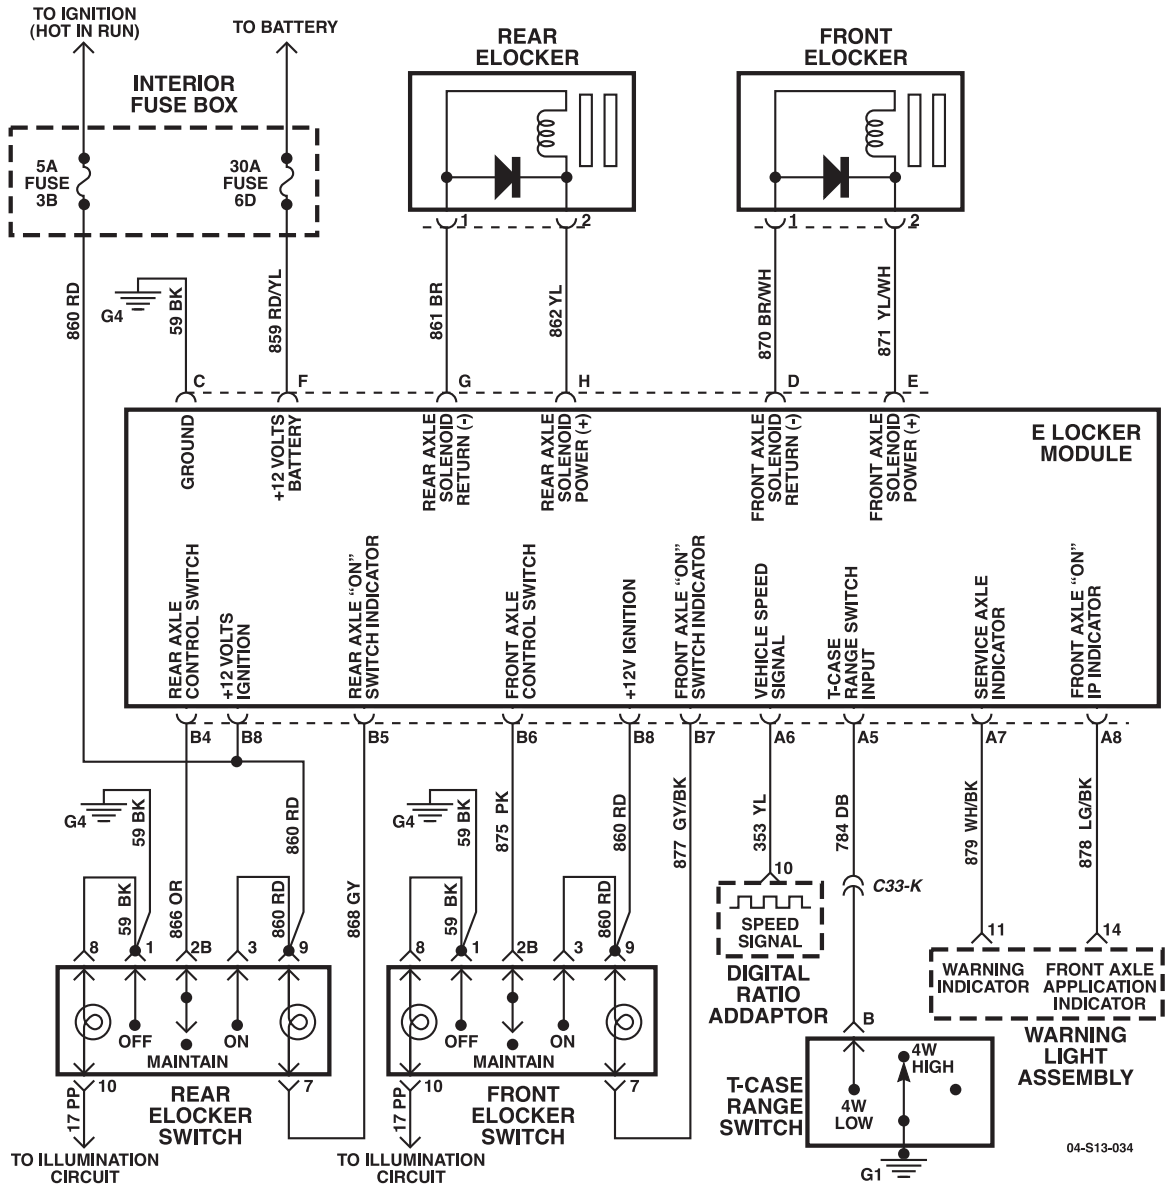 TO IGNITION
(HOT IN RUN)
TO BATTERY
INTERIOR
FUSE BOX
5A
FUSE
3B
30A
FUSE
6D
REAR
ELOCKER
FRONT
ELOCKER
1
2
1
2
860 RD
G4
59 BK
859 RD/YL
861 BR
862 YL
870 BR/WH
871 YL/WH
C
F
G
H
D
E
GROUND
+12 VOLTS
BATTERY
REAR AXLE
SOLENOID
RETURN (-)
REAR AXLE
SOLENOID
POWER (+)
FRONT AXLE
SOLENOID
RETURN (-)
FRONT AXLE
SOLENOID
POWER (+)
E LOCKER
MODULE
REAR AXLE
CONTROL SWITCH
+12 VOLTS
IGNITION
REAR AXLE “ON”
SWITCH INDICATOR
FRONT AXLE
CONTROL SWITCH
+12V IGNITION
FRONT AXLE “ON”
SWITCH INDICATOR
VEHICLE SPEED
SIGNAL
T-CASE
RANGE SWITCH
INPUT
SERVICE AXLE
INDICATOR
FRONT AXLE “ON”
IP INDICATOR
B4
B8
B5
B6
B8
B7
A6
A5
A7
A8
G4
59 BK
59 BK
866 OR
860 RD
860 RD
868 GY
G4
59 BK
59 BK
875 PK
860 RD
860 RD
877 GY/BK
353 YL
784 DB
879 WH/BK
878 LG/BK
8
1
2B
3
9
OFF
ON
MAINTAIN
10
7
17 PP
REAR
ELOCKER
SWITCH
TO ILLUMINATION
CIRCUIT
8
1
2B
3
9
OFF
ON
MAINTAIN
10
7
17 PP
FRONT
ELOCKER
SWITCH
TO ILLUMINATION
CIRCUIT
10
SPEED
SIGNAL
DIGITAL
RATIO
ADDAPTOR
C33-K
B
4W
HIGH
4W
LOW
T-CASE
RANGE
SWITCH
G1
11
14
WARNING
INDICATOR
FRONT AXLE
APPLICATION
INDICATOR
WARNING
LIGHT
ASSEMBLY
04-S13-034